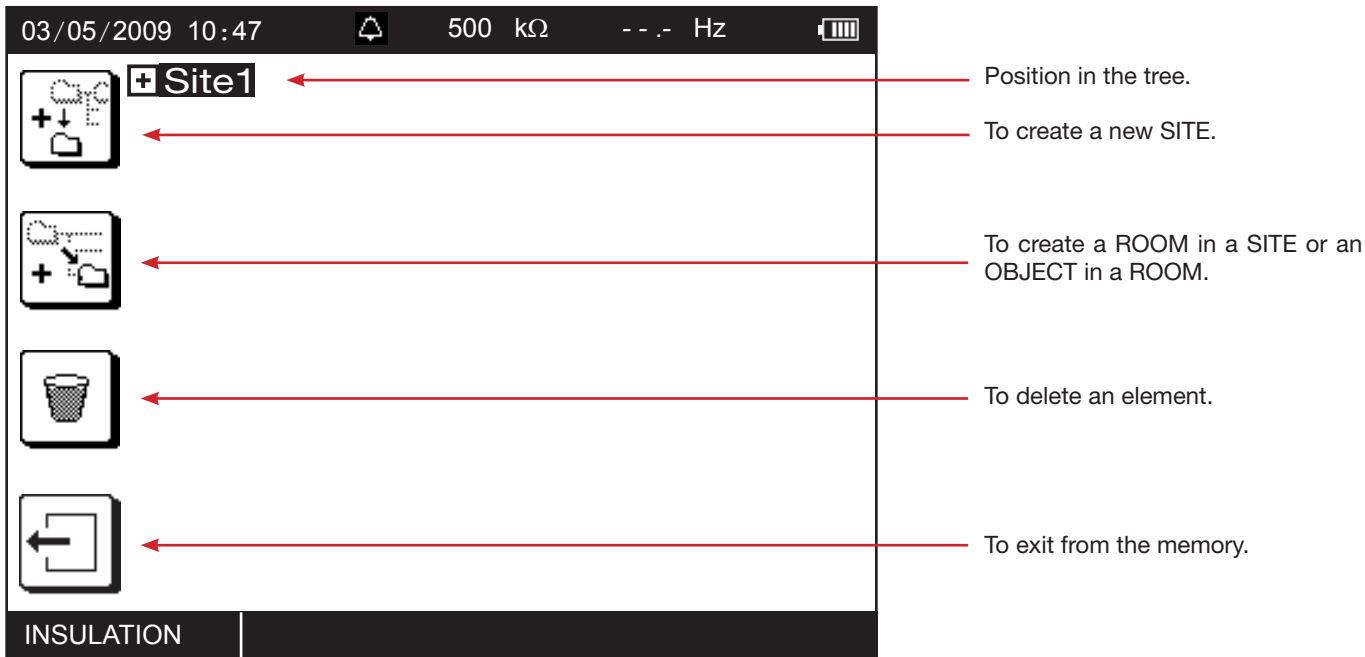 03/05/2009 10:47 500 kΩ - - .- Hz
+ Site1
Position in the tree.
To create a new SITE.
To create a ROOM in a SITE or an
OBJECT in a ROOM.
To delete an element.
To exit from the memory.
INSULATION